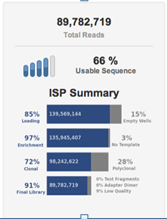 89,782,719
Total Reads
66 %
Usable Sequence
ISP Summary
85% 139,569,144 15%
Loading Empty Wells
97% 135,945,407 3%
Enrichment No Template
72% 98,242,622 28%
Clonal Polyclonal
91% 89,782,719 0% Test Fragments
Final Library 0% Adapter Dimer
9% Low Quality